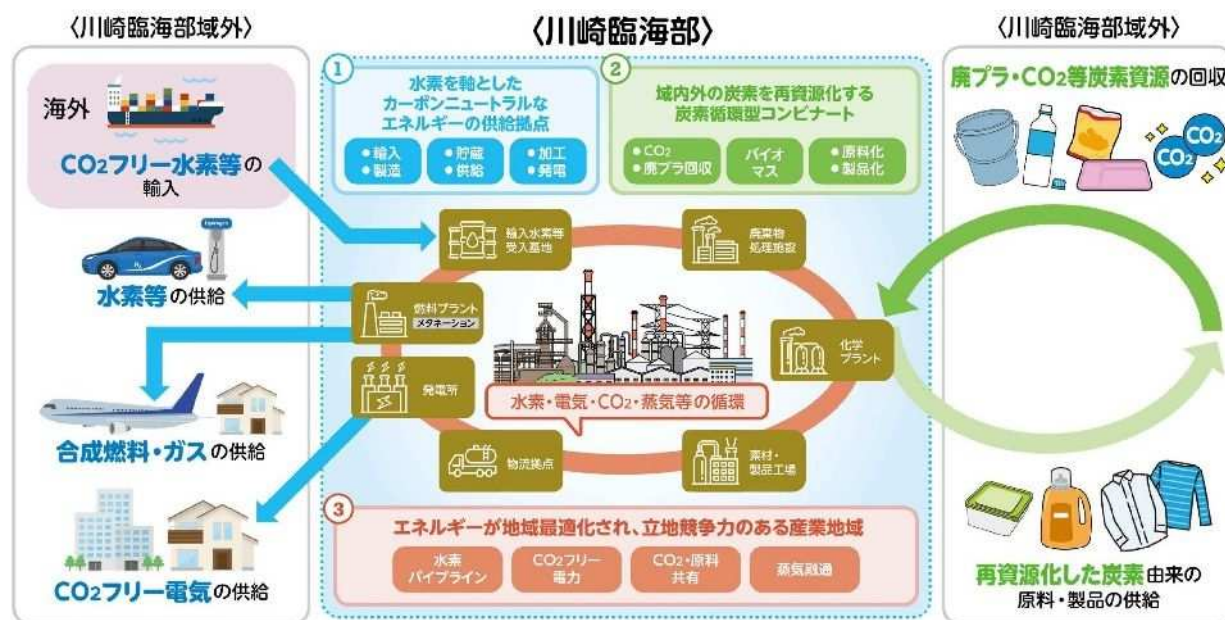 〈川崎臨海部域外〉
海外
CO2フリー水素等の
輸入
水素等の供給
合成燃料・ガスの供給
CO2フリー電気の供給
〈川崎臨海部〉
①
水素を軸とした
カーボンニュートラルな
エネルギーの供給拠点
●輸入
●製造
●貯蔵
●供給
●加工
●発電
②
域内外の炭素を再資源化する
炭素循環型コンビナート
●CO2
●廃プラ回収
バイオ
マス
●原料化
●製品化
輸入水素等
受入基地
廃棄物
処理施設
燃料プラント
メタネーション
化学
プラント
発電所
水素・電気・CO2・蒸気等の循環
物流拠点
素材・
製品工場
③
エネルギーが地域最適化され、立地競争力のある産業地域
水素
パイプライン
CO2フリー
電力
CO2・原料
共有
蒸気融通
〈川崎臨海部域外〉
廃プラ・CO2等炭素資源の回収
CO2
CO2
再資源化した炭素由来の
原料・製品の供給